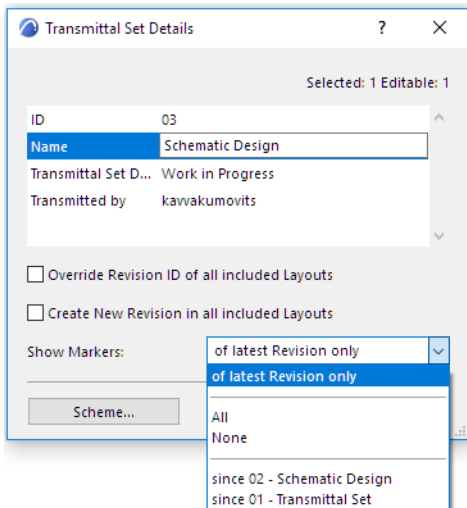 Transmittal Set Details ?
Selected: 1 Editable: 1
ID 03
Name Schematic Design
Transmittal Set D... Work in Progress
Transmitted by kavvakumovits
Override Revision ID of all included Layouts
Create New Revision in all included Layouts
Show Markers: of latest Revision only
of latest Revision only
Scheme...
All
None
since 02 - Schematic Design
since 01 - Transmittal Set